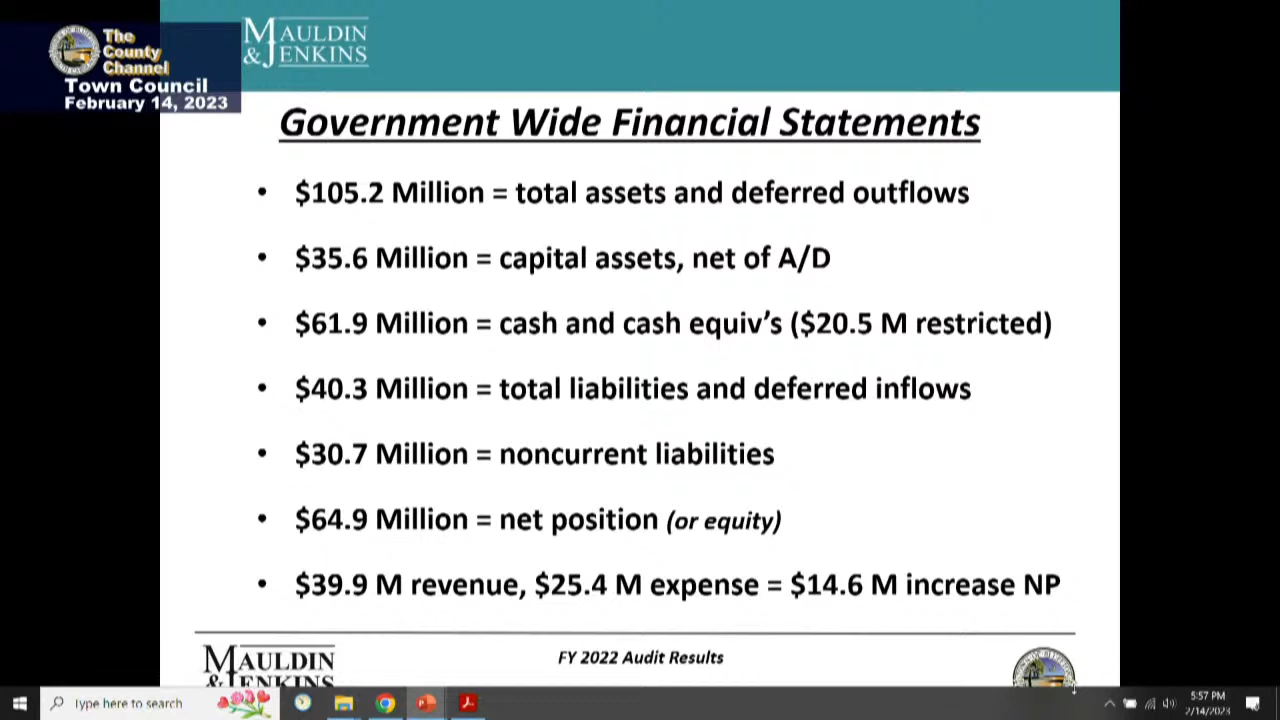 The
County
Channel
Town Council
February 14, 2023
MAULDIN
& JENKINS
Government Wide Financial Statements
• $105.2 Million = total assets and deferred outflows
• $35.6 Million = capital assets, net of A/D
• $61.9 Million = cash and cash equiv’s ($20.5 M restricted)
• $40.3 Million = total liabilities and deferred inflows
• $30.7 Million = noncurrent liabilities
• $64.9 Million = net position (or equity)
• $39.9 M revenue, $25.4 M expense = $14.6 M increase NP
MAULDIN
& JENKINS
FY 2022 Audit Results
Type here to search
5:57 PM
2/14/2023